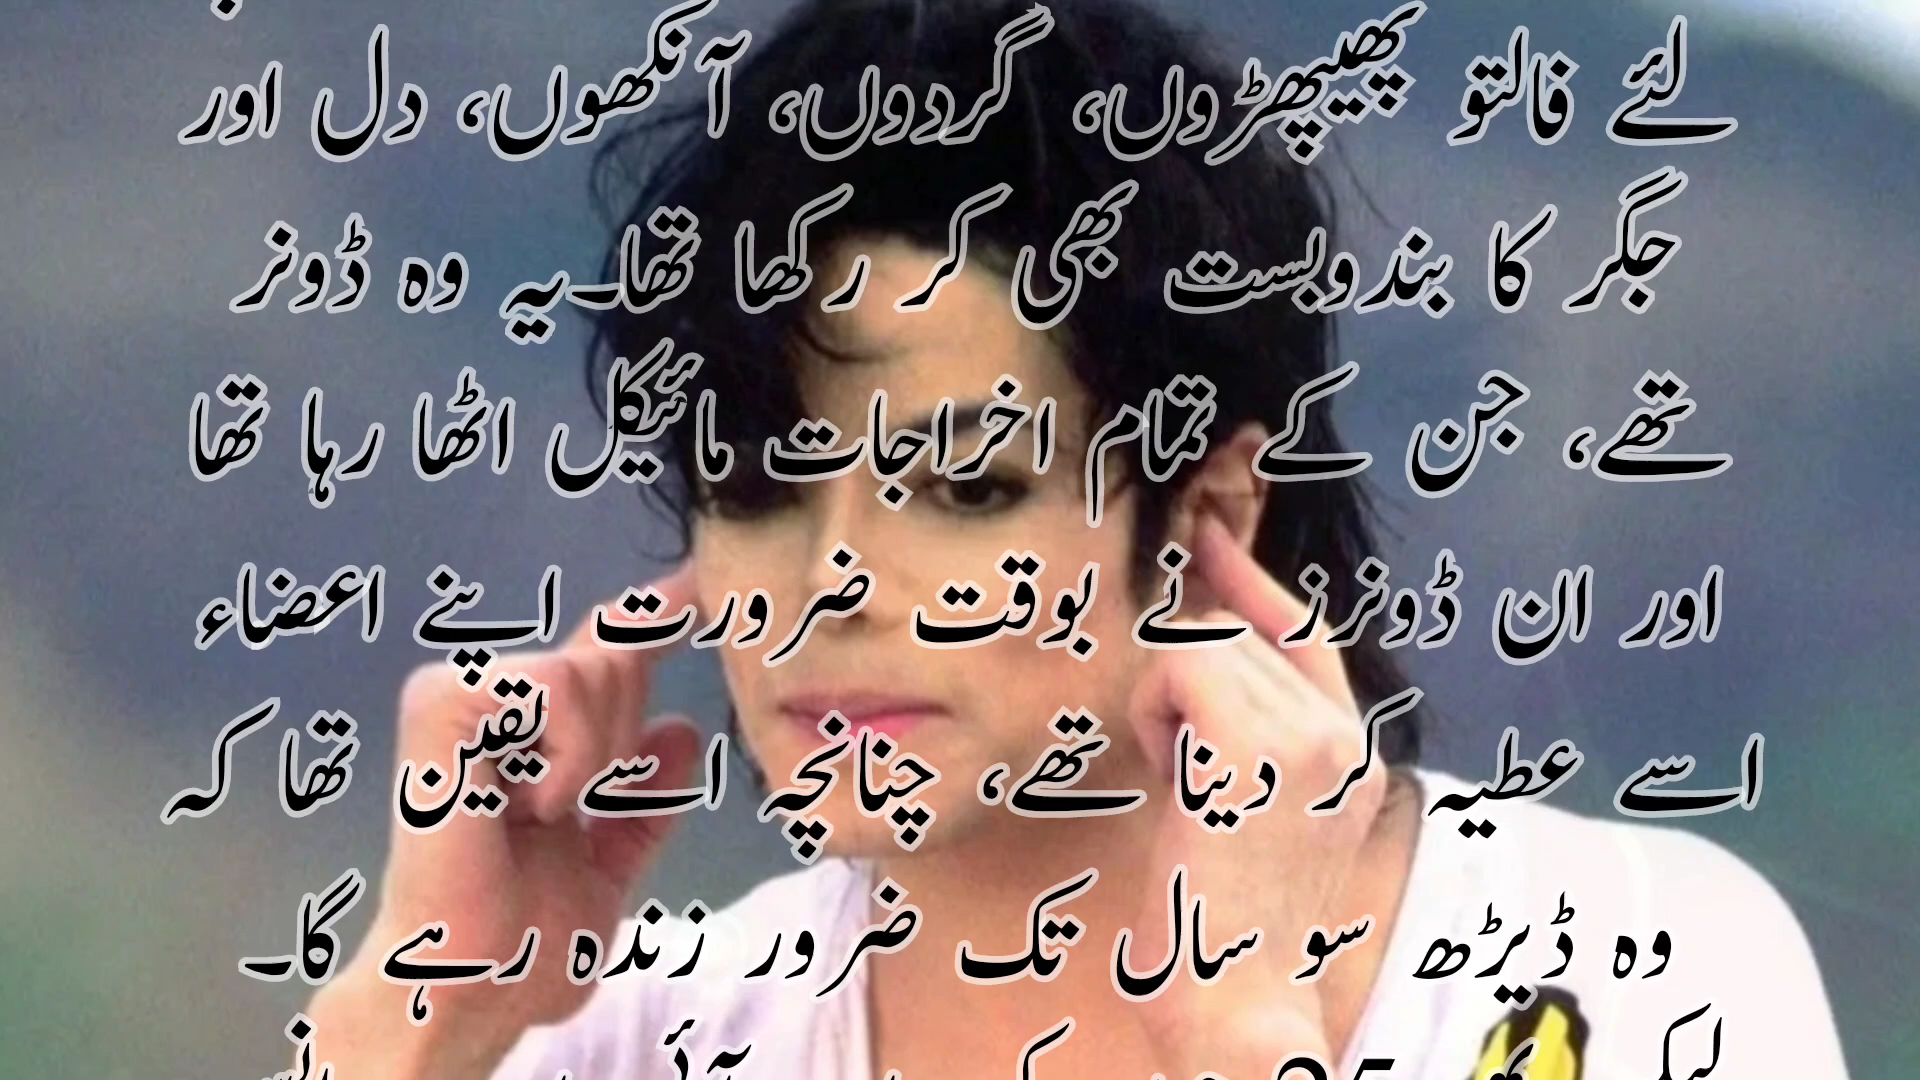 لئے فالتو پھیپھڑوں، گردوں، آنکھوں، دل اور
جگر کا بندوبست بھی کر رکھا تھا۔یہ وہ ڈونر
تھے، جن کے تمام اخراجات مائیکل اٹھا رہا تھا
اور ان ڈونرز نے بوقت ضرورت اپنے اعضاء
اسے عطیہ کر دینا تھے، چنانچہ اسے یقین تھا کہ
وہ ڈیڑھ سو سال تک ضرور زندہ رہے گا۔